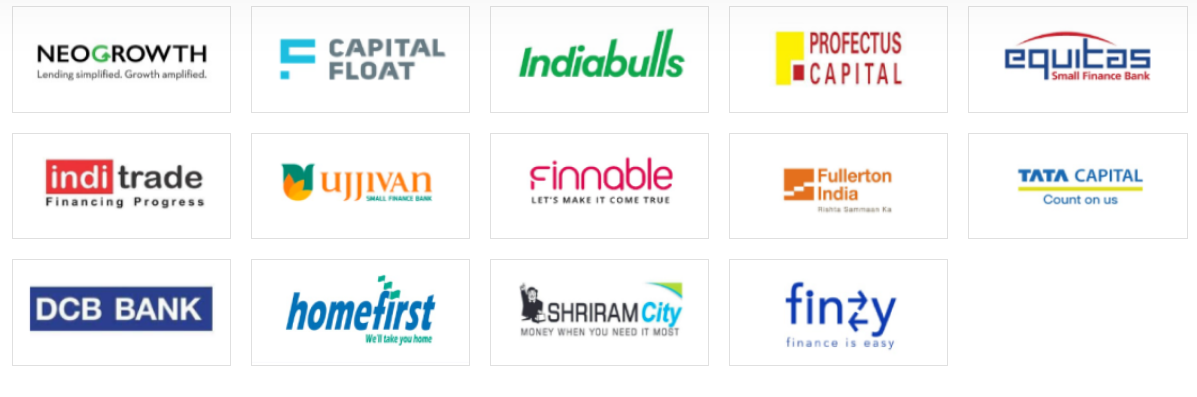 NEOGROWTH
Lending simplified. Growth amplified.
CAPITAL
FLOAT
Indiabulls
PROFECTUS
CAPITAL
equitas
Small Finance Bank
indi trade
Financing Progress
UJJIVAN
SMALL FINANCE BANK
Finnable
LET'S MAKE IT COME TRUE
Fullerton
India
Rishta Sammaan Ka
TATA CAPITAL
Count on us
DCB BANK
homefirst
We'll take you home
SHRIRAM City
MONEY WHEN YOU NEED IT MOST
finzy
finance is easy